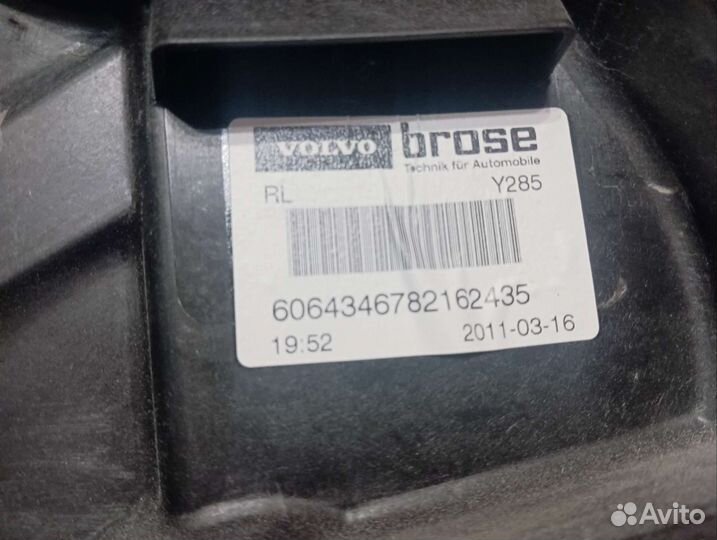 VOLVO brose
Technik für Automobile
RL Y285
6064346782162435
19:52 2011-03-16
Avito